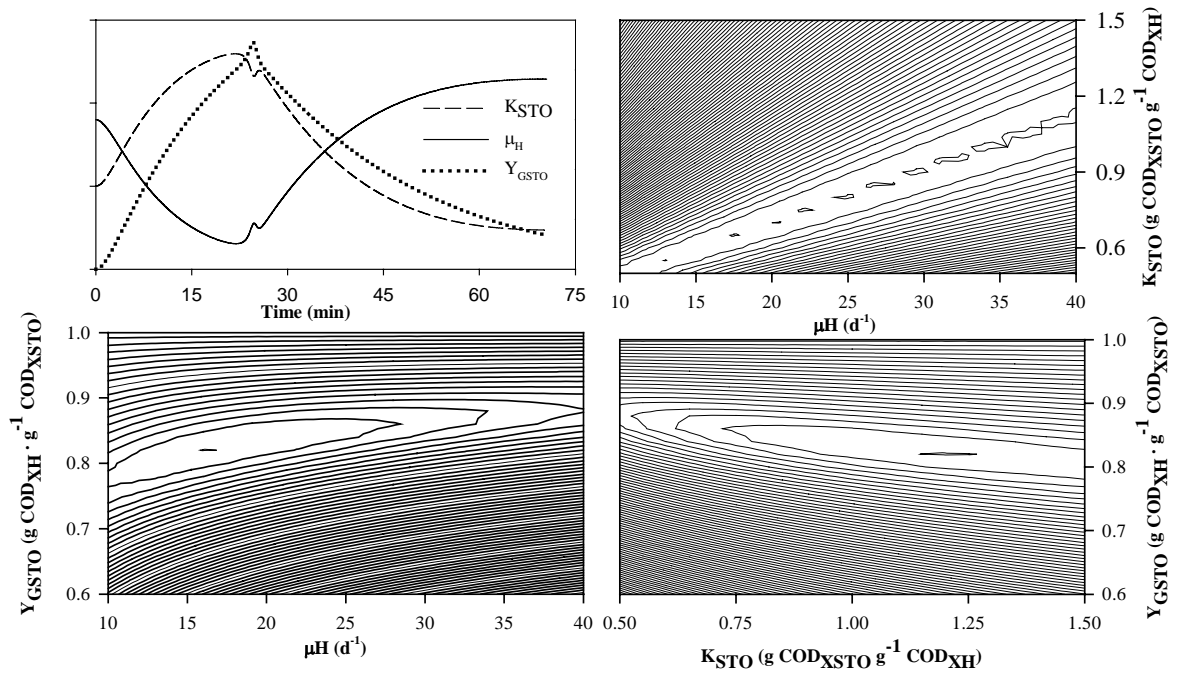 K_STO
μ_H
Y_GSTO
0 15 30 45 60 75
Time (min)
1.5
1.2
0.9
0.6
K_STO (g COD_XSTO g^-1 COD_XH)
10 15 20 25 30 35 40
μH (d^-1)
Y_GSTO (g COD_XH · g^-1 COD_XSTO)
1.0
0.9
0.8
0.7
0.6
10 15 20 25 30 35 40
μH (d^-1)
1.0
0.9
0.8
0.7
0.6
Y_GSTO (g COD_XH · g^-1 COD_XSTO)
0.50 0.75 1.00 1.25 1.50
K_STO (g COD_XSTO g^-1 COD_XH)